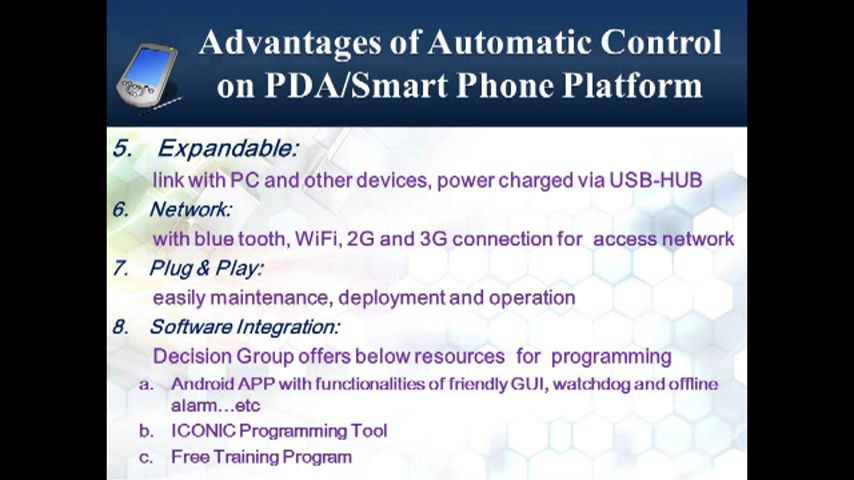 Advantages of Automatic Control
on PDA/Smart Phone Platform
5. Expandable:
link with PC and other devices, power charged via USB-HUB
6. Network:
with blue tooth, WiFi, 2G and 3G connection for access network
7. Plug & Play:
easily maintenance, deployment and operation
8. Software Integration:
Decision Group offers below resources for programming
a. Android APP with functionalities of friendly GUI, watchdog and offline
alarm...etc
b. ICONIC Programming Tool
c. Free Training Program